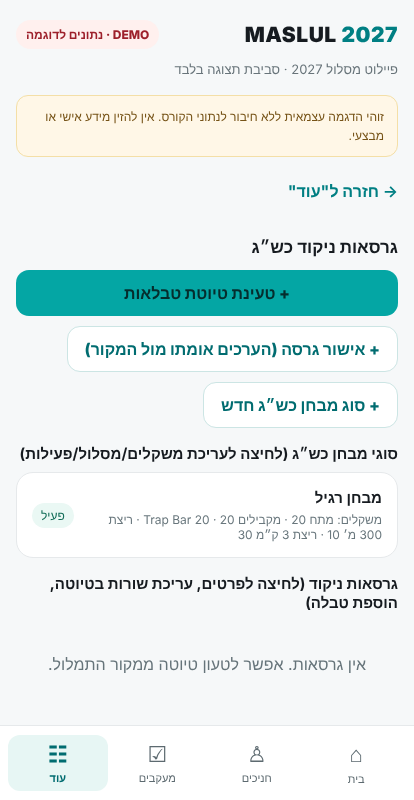 MASLUL 2027
DEMO · נתונים לדוגמה
פיילוט מסלול 2027 · סביבת תצוגה בלבד
זוהי הדגמה עצמאית ללא חיבור לנתוני הקורס. אין להזין מידע אישי או
מבצעי.
→ חזרה ל"עוד"
גרסאות ניקוד כש״ג
+ טעינת טיוטת טבלאות
+ אישור גרסה (הערכים אומתו מול המקור)
+ סוג מבחן כש״ג חדש
סוגי מבחן כש״ג (לחיצה לעריכת משקלים/מסלול/פעילות)
מבחן רגיל
פעיל
משקלים: מתח 20 · מקבילים 20 · Trap Bar 20 · ריצת
300 מ׳ 10 · ריצת 3 ק״מ 30
גרסאות ניקוד (לחיצה לפרטים, עריכת שורות בטיוטה,
הוספת טבלה)
אין גרסאות. אפשר לטעון טיוטה ממקור התמלול.
בית
חניכים
מעקבים
עוד